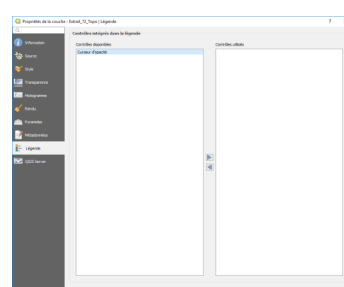 Propriétés de la couche - Extrait_TZ_Topo | Légende
?
Information
Source
Style
Transparence
Histogramme
Rendu
Pyramides
Métadonnées
Légende
QGIS Server
Contrôles intégrés dans la légende
Contrôles disponibles
Curseur d'opacité
Contrôles utilisés